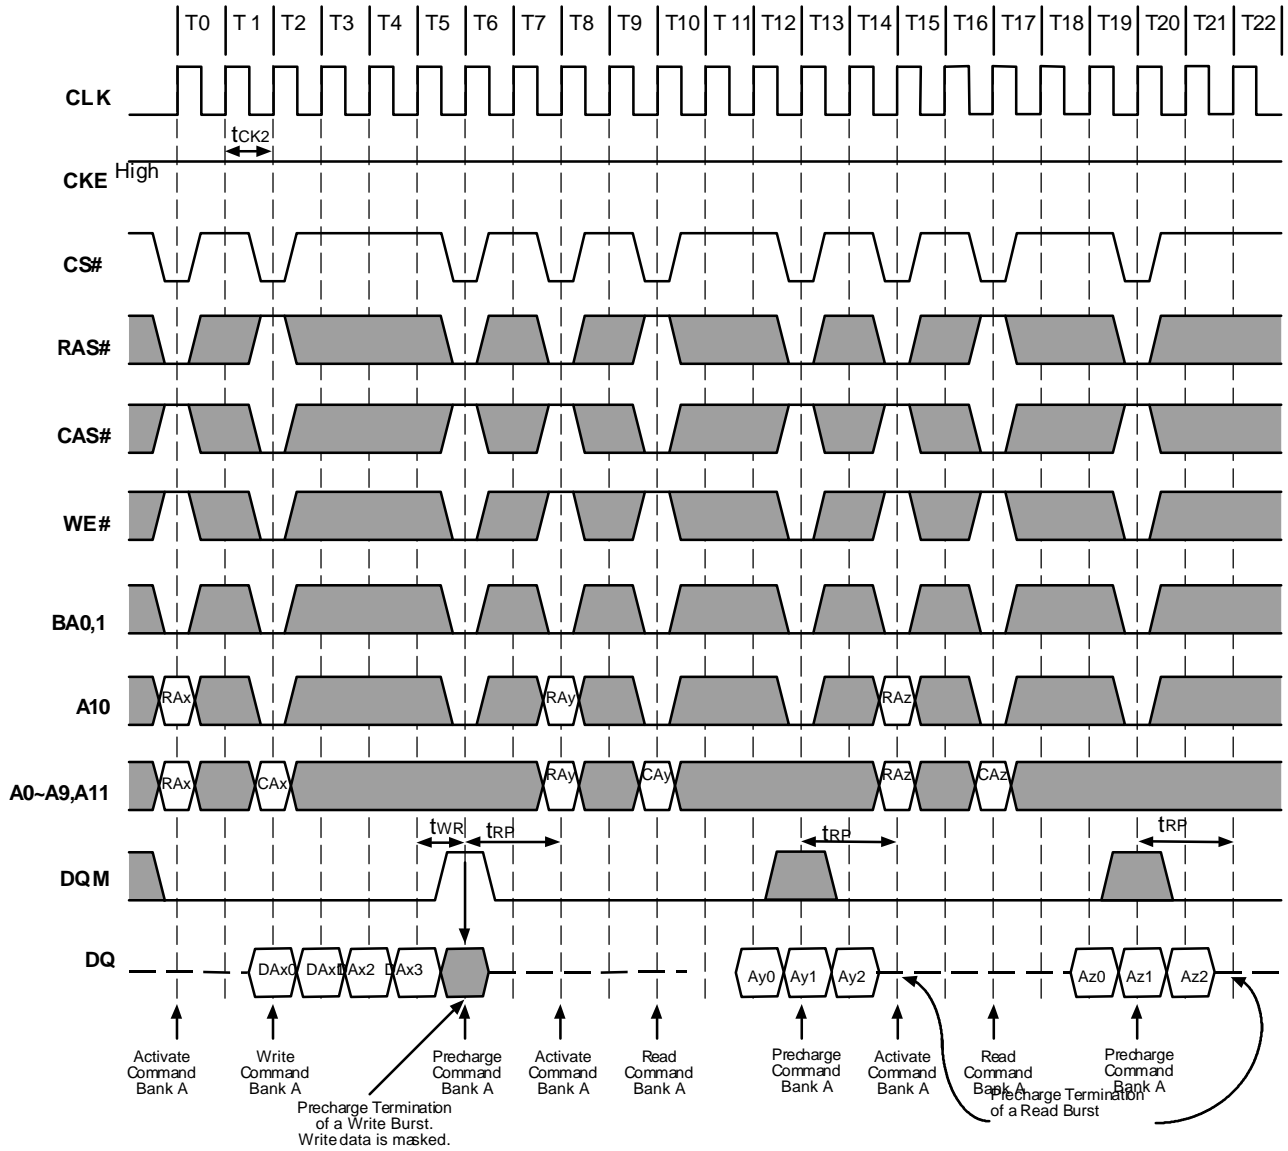 T0 T 1 T2 T3 T4 T5 T6 T7 T8 T9 T10 T 11 T12 T13 T14 T15 T16 T17 T18 T19 T20 T21 T22
CLK
tCK2
CKE High
CS#
RAS#
CAS#
WE#
BA0,1
A10 RAx RAy RAz
A0~A9,A11 RAx CAx RAy CAy RAz CAz
tWR tRP tRP tRP
DQM
DQ DAx0 DAx1 DAx2 DAx3 Ay0 Ay1 Ay2 Az0 Az1 Az2
Activate Command Bank A
Write Command Bank A
Precharge Command Bank A
Activate Command Bank A
Read Command Bank A
Precharge Command Bank A
Activate Command Bank A
Read Command Bank A
Precharge Command Bank A
Precharge Termination
of a Write Burst.
Write data is masked.
Precharge Termination
of a Read Burst